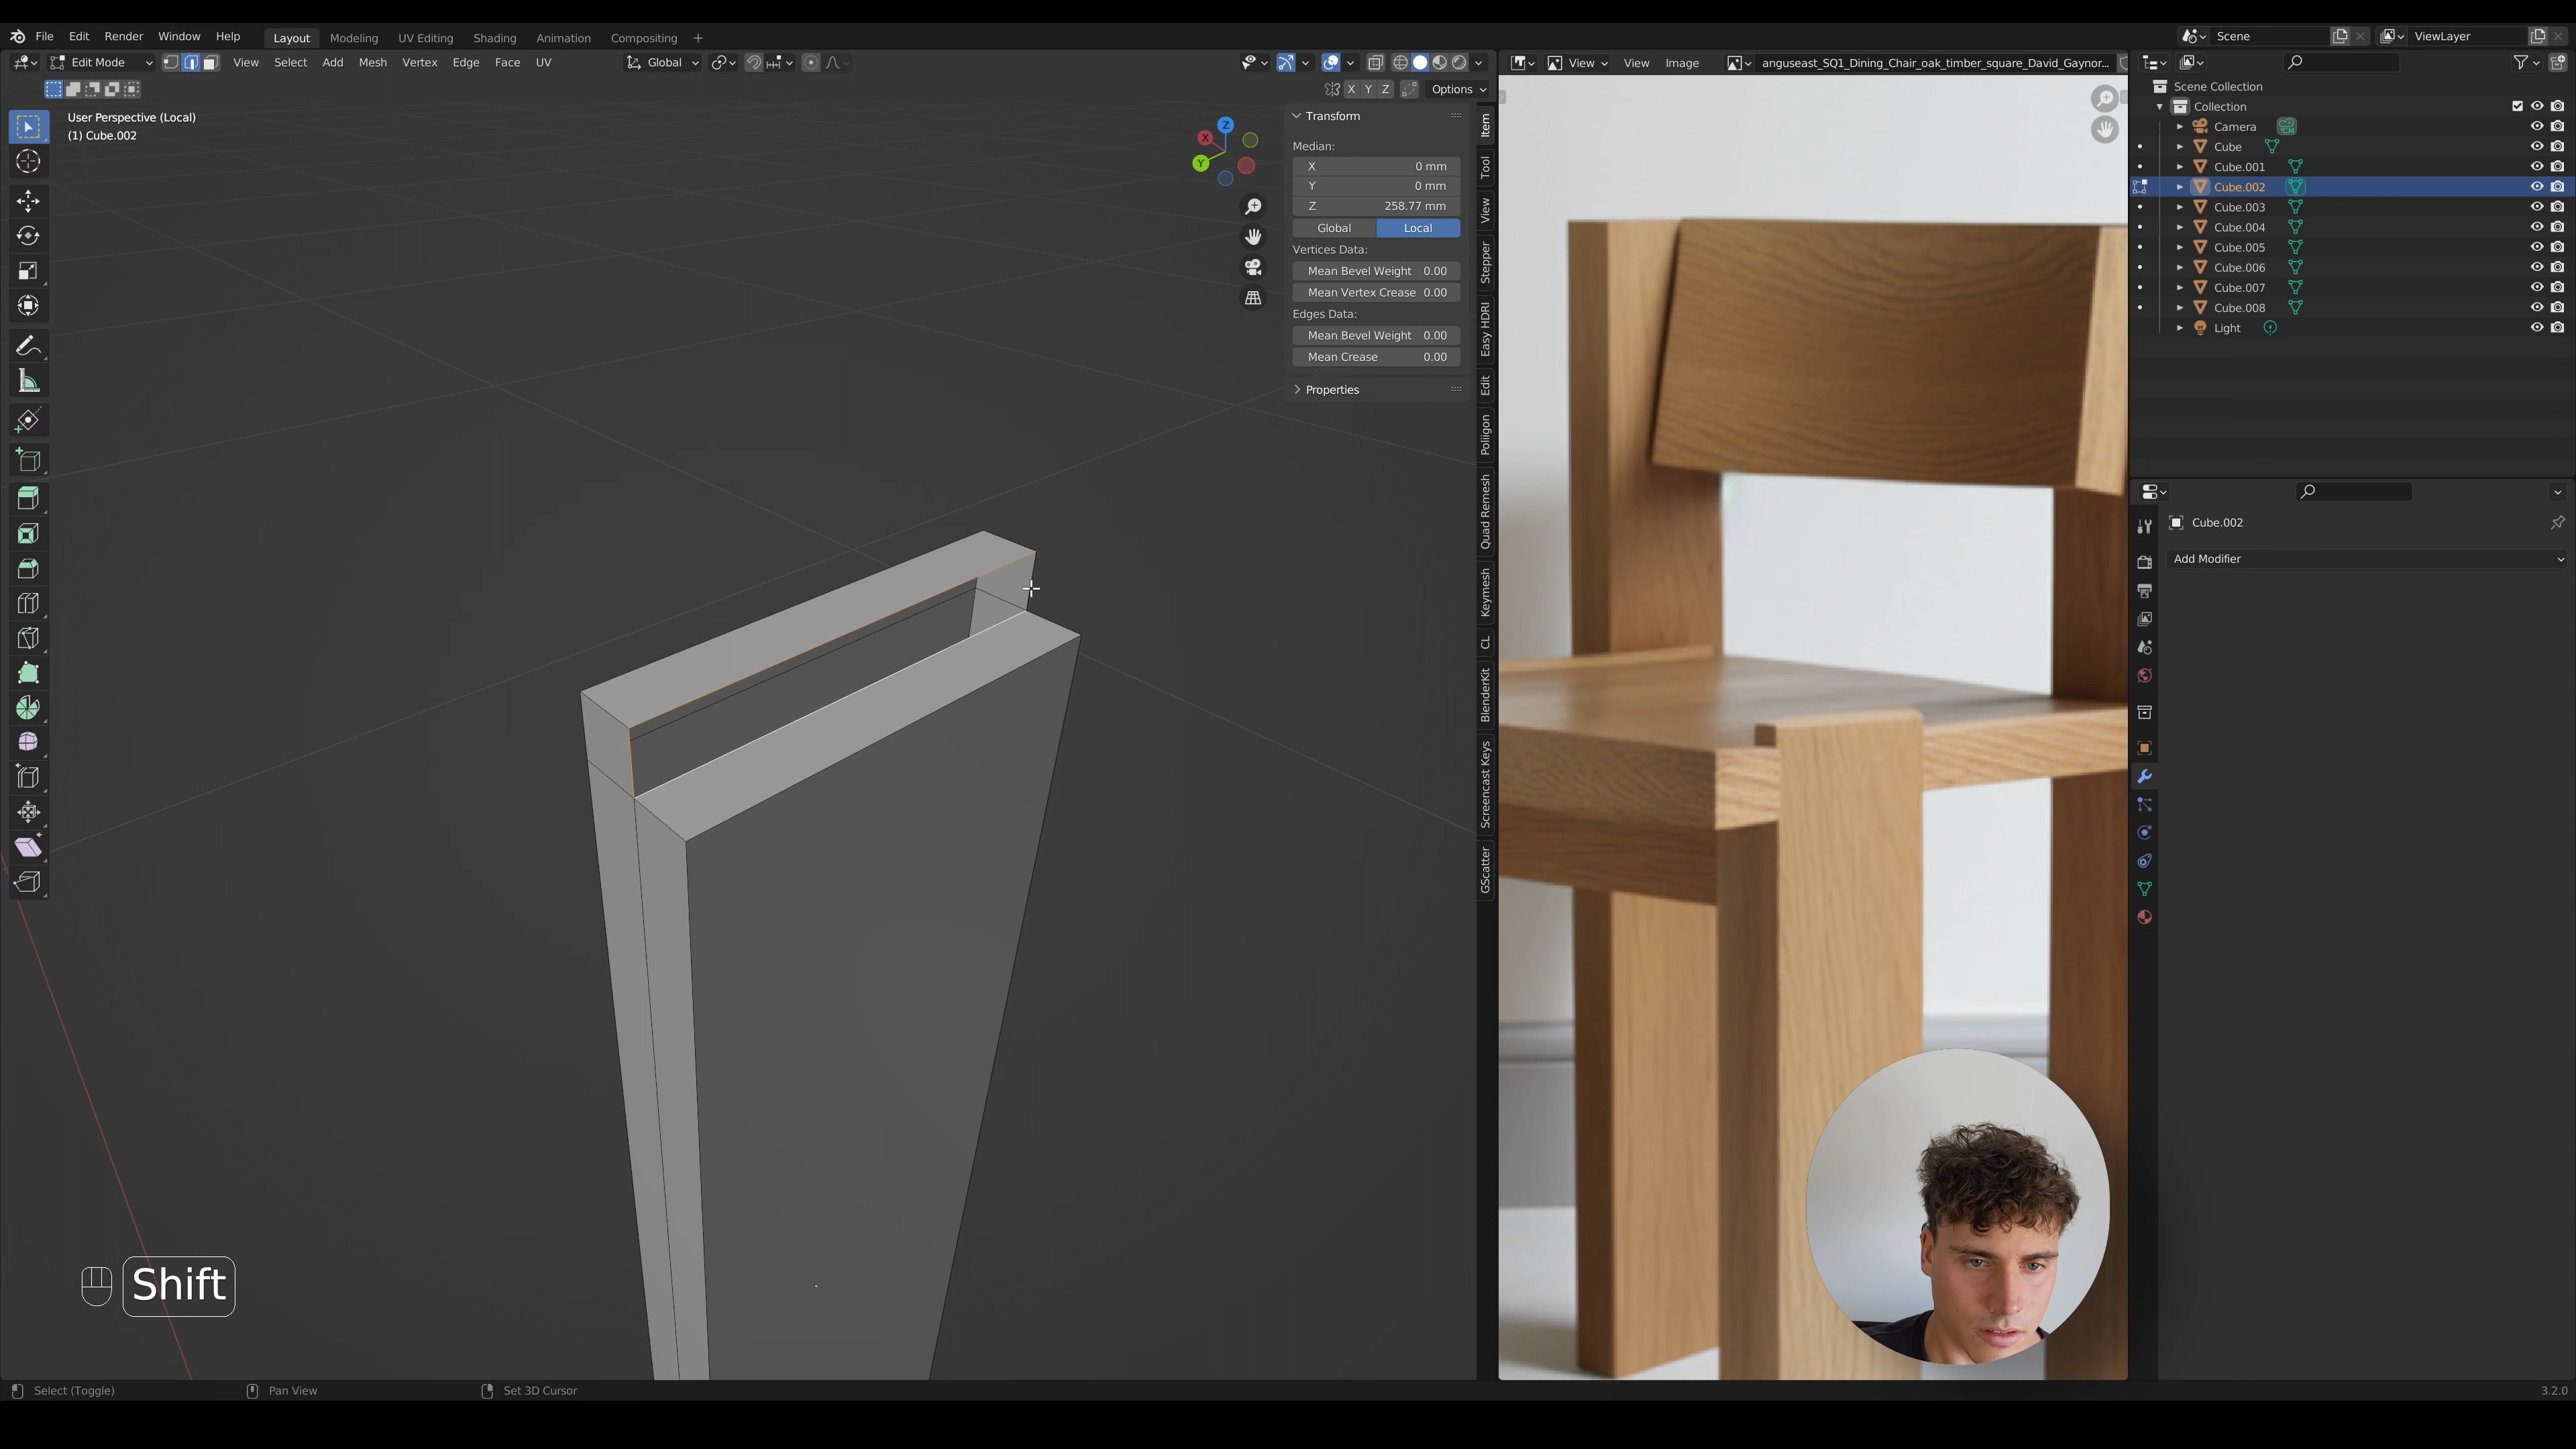 File Edit Render Window Help Layout Modeling UV Editing Shading Animation Compositing +
Scene
ViewLayer
Edit Mode View Select Add Mesh Vertex Edge Face UV Global
View View Image anguseast_SQ1_Dining_Chair_oak_timber_square_David_Gaynor...
X Y Z Options
User Perspective (Local)
(1) Cube.002
Z
X
Y
Transform
Median:
X 0 mm
Y 0 mm
Z 258.77 mm
Global Local
Vertices Data:
Mean Bevel Weight 0.00
Mean Vertex Crease 0.00
Edges Data:
Mean Bevel Weight 0.00
Mean Crease 0.00
Properties
Item
Tool
View
Stepper
Easy HDRI
Edit
Poliigon
Quad Remesh
Keymesh
CL
BlenderKit
Screencast Keys
GScatter
Scene Collection
Collection
Camera
Cube
Cube.001
Cube.002
Cube.003
Cube.004
Cube.005
Cube.006
Cube.007
Cube.008
Light
Cube.002
Add Modifier
Shift
Select (Toggle) Pan View Set 3D Cursor 3.2.0